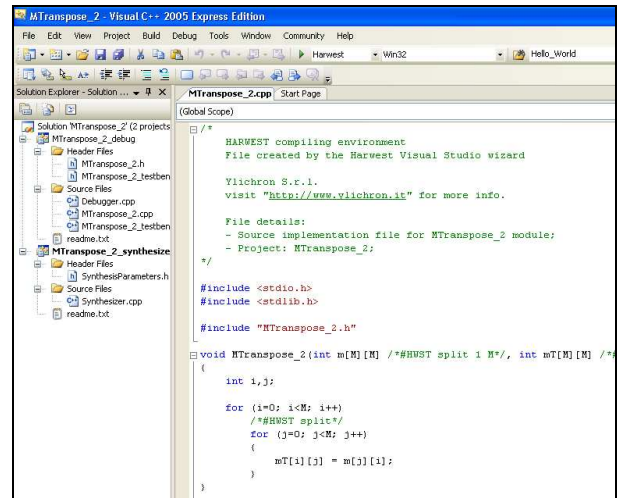 MTranspose_2 - Visual C++ 2005 Express Edition
File Edit View Project Build Debug Tools Window Community Help
Harwest Win32 Hello_World
Solution Explorer - Solution ...
MTranspose_2.cpp Start Page
(Global Scope)
Solution 'MTranspose_2' (2 projects
MTranspose_2_debug
Header Files
MTranspose_2.h
MTranspose_2_testben
Source Files
Debugger.cpp
MTranspose_2.cpp
MTranspose_2_testben
readme.txt
MTranspose_2_synthesize
Header Files
SynthesisParameters.h
Source Files
Synthesizer.cpp
readme.txt
/*
HARWEST compiling environment
File created by the Harwest Visual Studio wizard
Ylichron S.r.l.
visit "http://www.ylichron.it" for more info.
File details:
- Source implementation file for MTranspose_2 module;
- Project: MTranspose_2;
*/
#include <stdio.h>
#include <stdlib.h>
#include "MTranspose_2.h"
void MTranspose_2(int m[M][M] /*#HWST split 1 M*/, int mT[M][M] /*#
{
int i,j;
for (i=0; i<M; i++)
/*#HWST split*/
for (j=0; j<M; j++)
{
mT[i][j] = m[j][i];
}
}